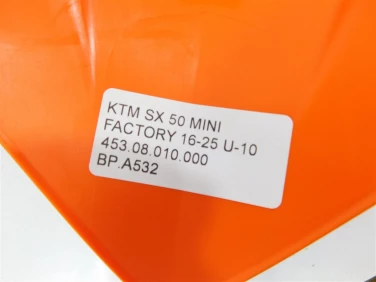 KTM SX 50 MINI
FACTORY 16-25 U-10
453.08.010.000
BP.A532